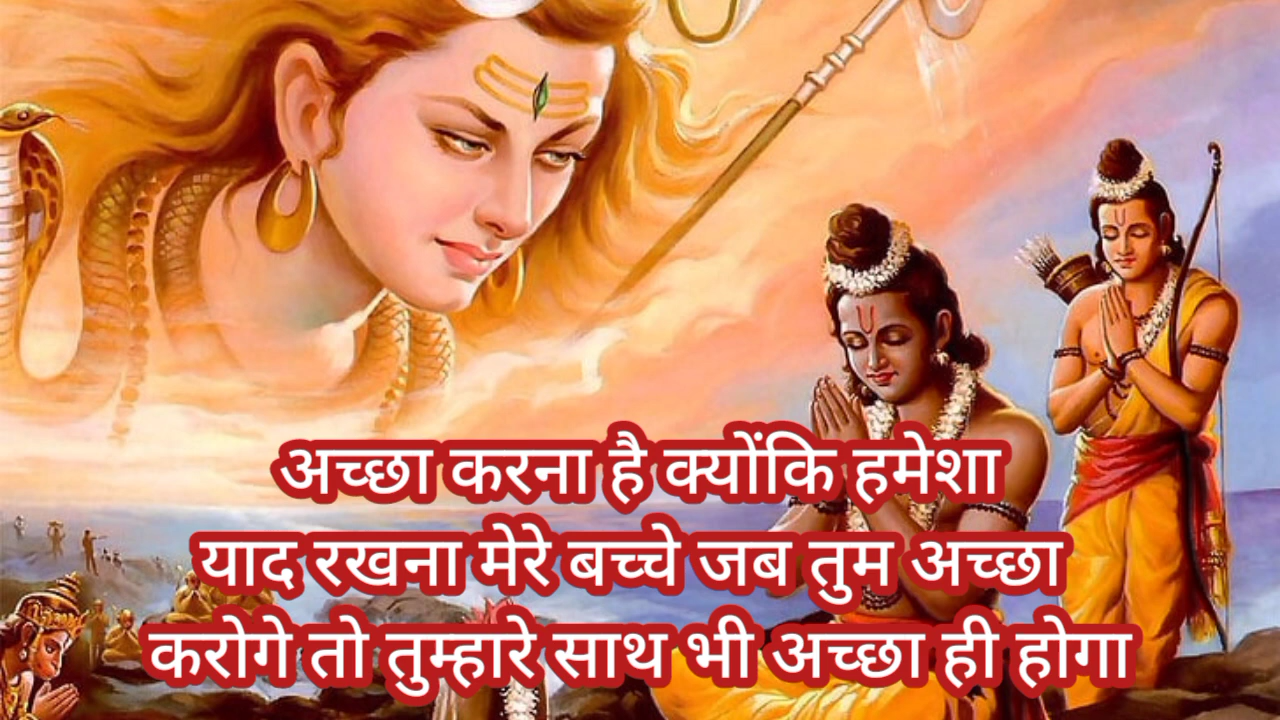 अच्छा करना है क्योंकि हमेशा
याद रखना मेरे बच्चे जब तुम अच्छा
करोगे तो तुम्हारे साथ भी अच्छा ही होगा